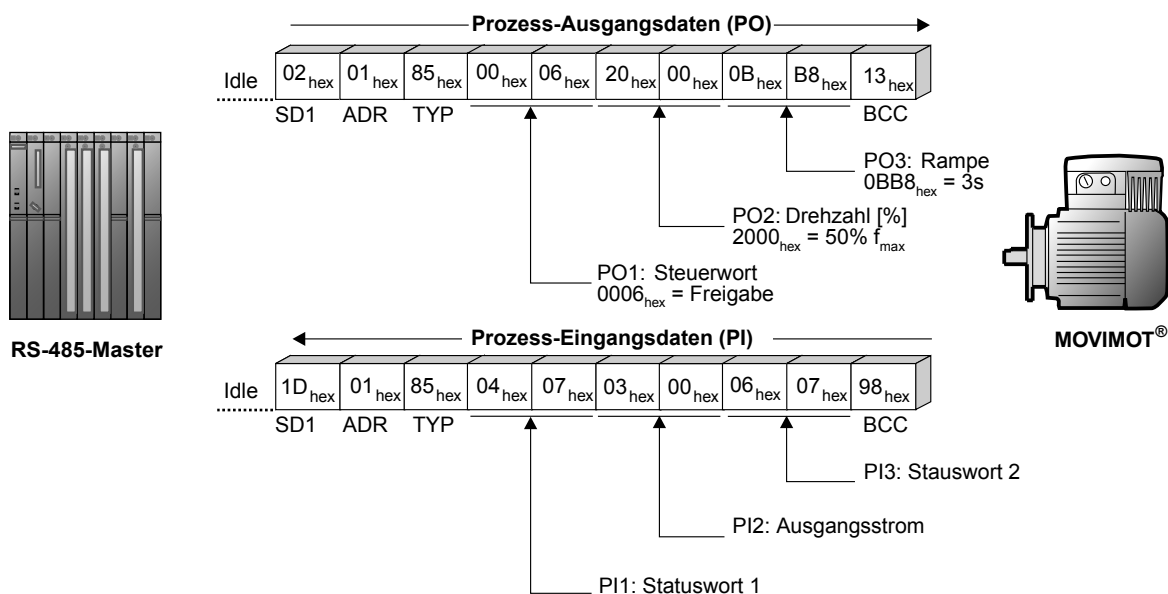 Prozess-Ausgangsdaten (PO)
Idle
02hex 01hex 85hex 00hex 06hex 20hex 00hex 0Bhex B8hex 13hex
SD1 ADR TYP BCC
PO3: Rampe
0BB8hex = 3s
PO2: Drehzahl [%]
2000hex = 50% fmax
PO1: Steuerwort
0006hex = Freigabe
RS-485-Master
MOVIMOT®
Prozess-Eingangsdaten (PI)
Idle
1Dhex 01hex 85hex 04hex 07hex 03hex 00hex 06hex 07hex 98hex
SD1 ADR TYP BCC
PI3: Stauswort 2
PI2: Ausgangsstrom
PI1: Statuswort 1